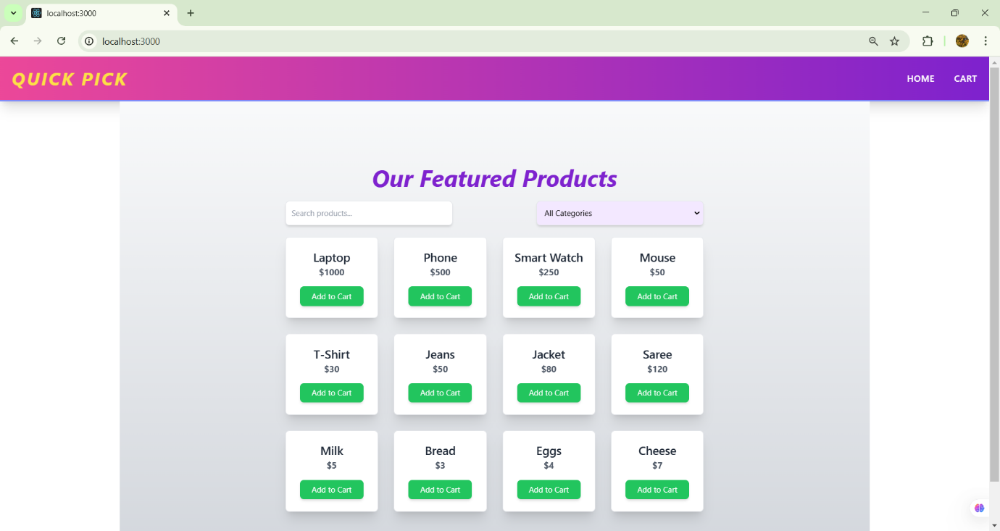 localhost:3000
localhost:3000
QUICK PICK
HOME CART
Our Featured Products
Search products... All Categories
Laptop Phone Smart Watch Mouse
$1000 $500 $250 $50
Add to Cart Add to Cart Add to Cart Add to Cart
T-Shirt Jeans Jacket Saree
$30 $50 $80 $120
Add to Cart Add to Cart Add to Cart Add to Cart
Milk Bread Eggs Cheese
$5 $3 $4 $7
Add to Cart Add to Cart Add to Cart Add to Cart